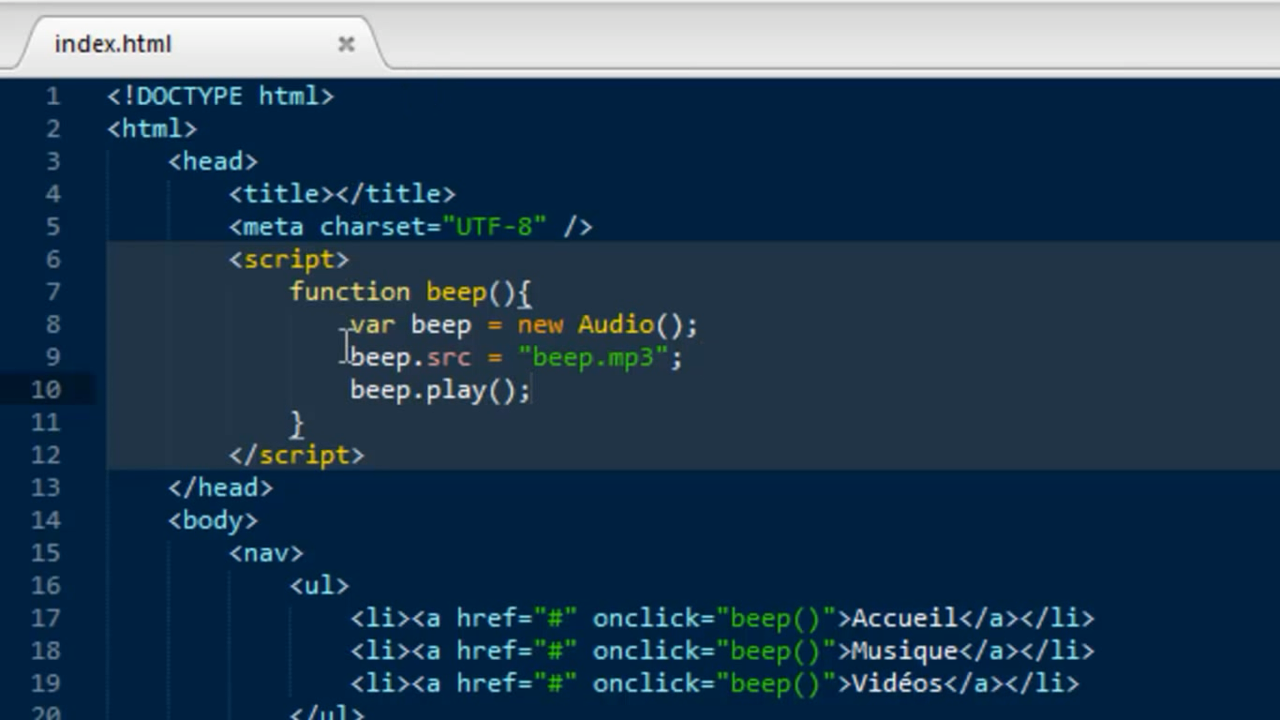 index.html
1 <!DOCTYPE html>
2 <html>
3 <head>
4 <title></title>
5 <meta charset="UTF-8" />
6 <script>
7 function beep(){
8 var beep = new Audio();
9 beep.src = "beep.mp3";
10 beep.play();
11 }
12 </script>
13 </head>
14 <body>
15 <nav>
16 <ul>
17 <li><a href="#" onclick="beep()">Accueil</a></li>
18 <li><a href="#" onclick="beep()">Musique</a></li>
19 <li><a href="#" onclick="beep()">Vidéos</a></li>
20 </ul>